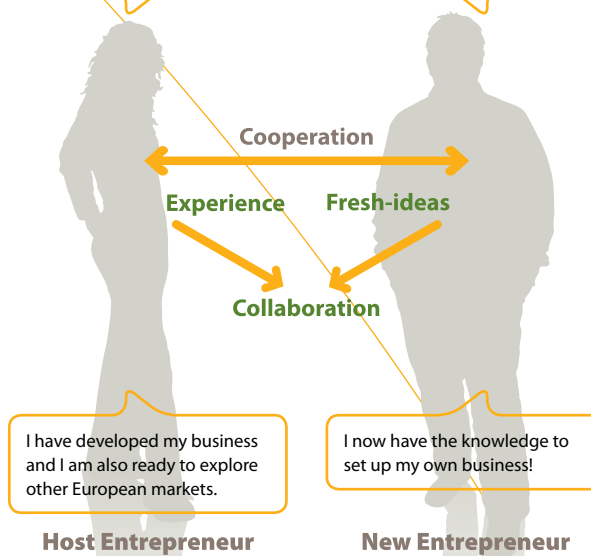 Cooperation
Experience
Fresh-ideas
Collaboration
I have developed my business
and I am also ready to explore
other European markets.
I now have the knowledge to
set up my own business!
Host Entrepreneur
New Entrepreneur